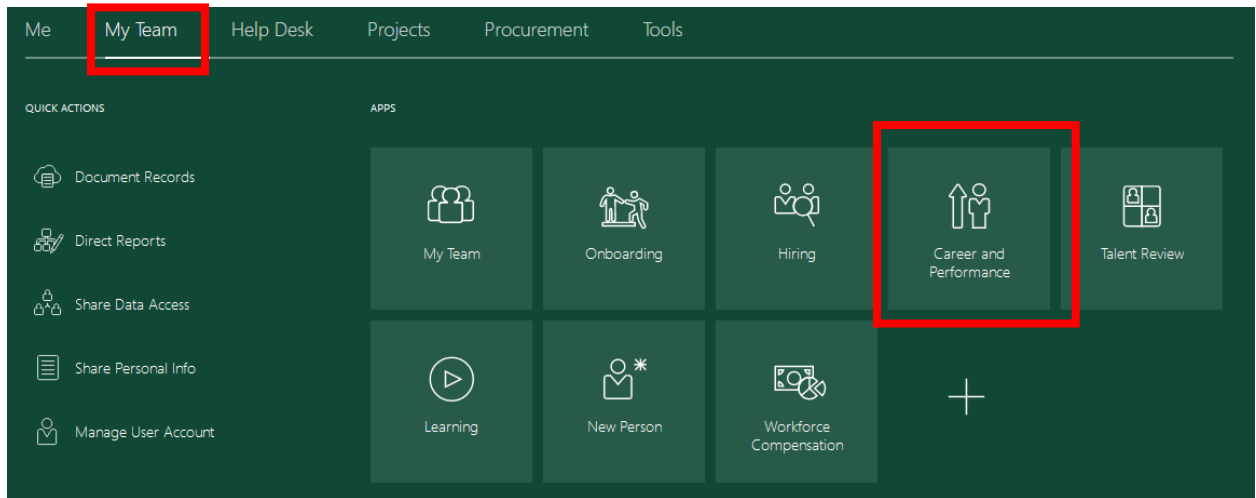 Me My Team Help Desk Projects Procurement Tools
QUICK ACTIONS
Document Records
Direct Reports
Share Data Access
Share Personal Info
Manage User Account
APPS
My Team
Onboarding
Hiring
Career and
Performance
Talent Review
Learning
New Person
Workforce
Compensation